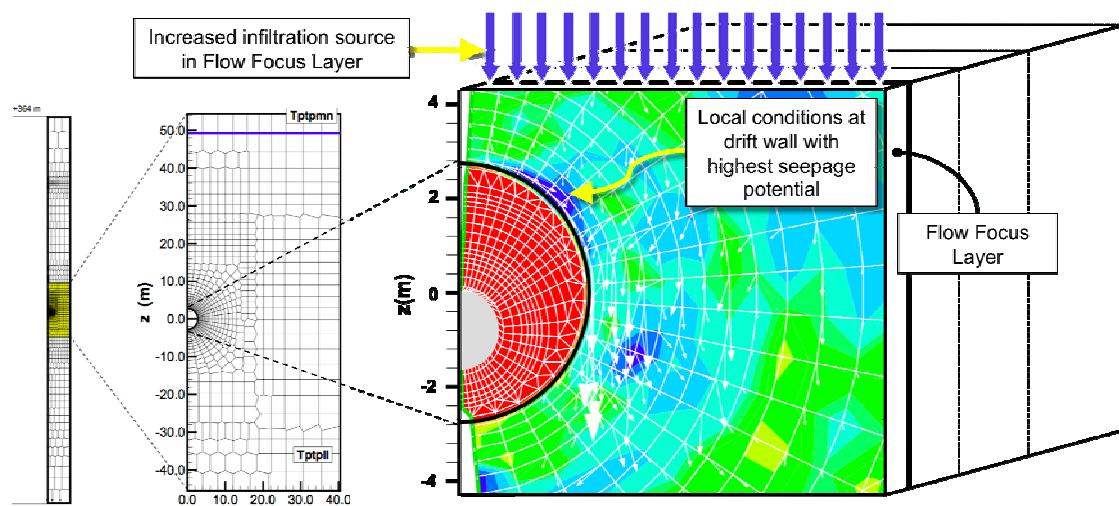 Increased infiltration source
in Flow Focus Layer
+364 m
Tptpmn
50.0
40.0
30.0
20.0
10.0
0.0
-10.0
-20.0
-30.0
-40.0
z (m)
Tptpll
0.0
10.0
20.0
30.0
40.0
4
2
0
-2
-4
z(m)
Local conditions at
drift wall with
highest seepage
potential
Flow Focus
Layer